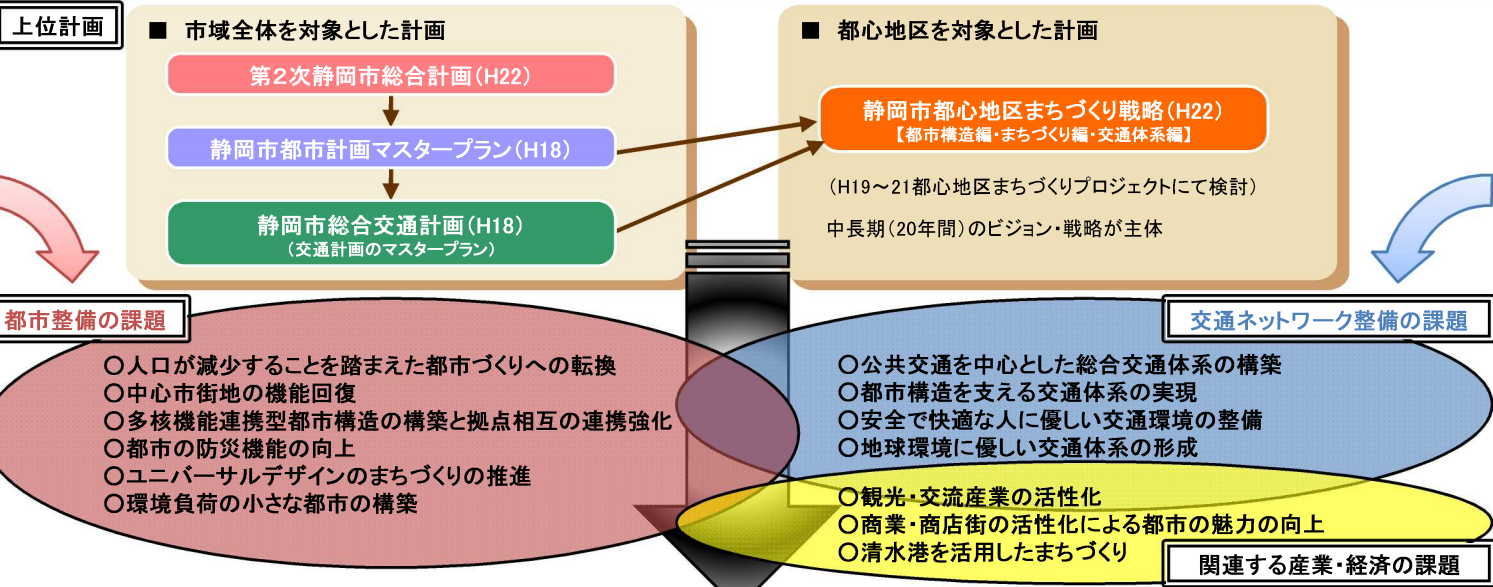 上位計画
■ 市域全体を対象とした計画
第2次静岡市総合計画(H22)
静岡市都市計画マスタープラン(H18)
静岡市総合交通計画(H18)
(交通計画のマスタープラン)
■ 都心地区を対象とした計画
静岡市都心地区まちづくり戦略(H22)
【都市構造編・まちづくり編・交通体系編】
(H19～21都心地区まちづくりプロジェクトにて検討)
中長期(20年間)のビジョン・戦略が主体
都市整備の課題
○人口が減少することを踏まえた都市づくりへの転換
○中心市街地の機能回復
○多核機能連携型都市構造の構築と拠点相互の連携強化
○都市の防災機能の向上
○ユニバーサルデザインのまちづくりの推進
○環境負荷の小さな都市の構築
交通ネットワーク整備の課題
○公共交通を中心とした総合交通体系の構築
○都市構造を支える交通体系の実現
○安全で快適な人に優しい交通環境の整備
○地球環境に優しい交通体系の形成
○観光・交流産業の活性化
○商業・商店街の活性化による都市の魅力の向上
○清水港を活用したまちづくり
関連する産業・経済の課題